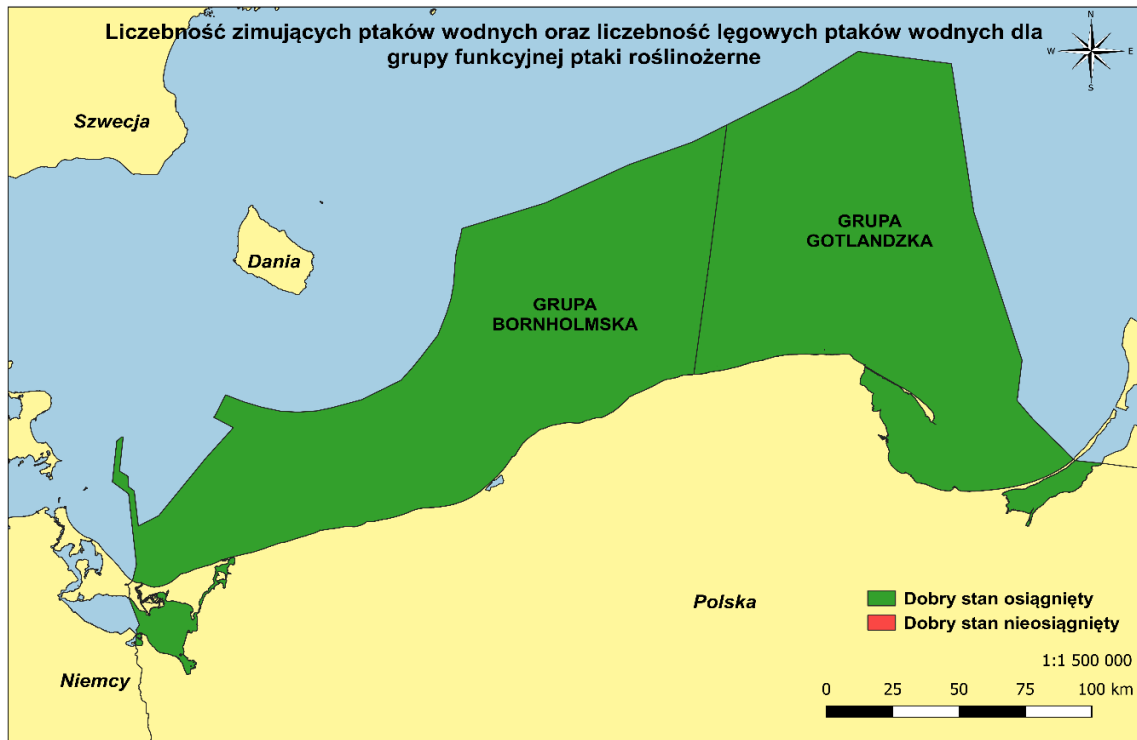 Liczebność zimujących ptaków wodnych oraz liczebność lęgowych ptaków wodnych dla
grupy funkcyjnej ptaki roślinożerne
N
W
E
S
Szwecja
Dania
GRUPA
GOTLANDZKA
GRUPA
BORNHOLMSKA
Polska
Niemcy
Dobry stan osiągnięty
Dobry stan nieosiągnięty
1:1 500 000
0 25 50 75 100 km